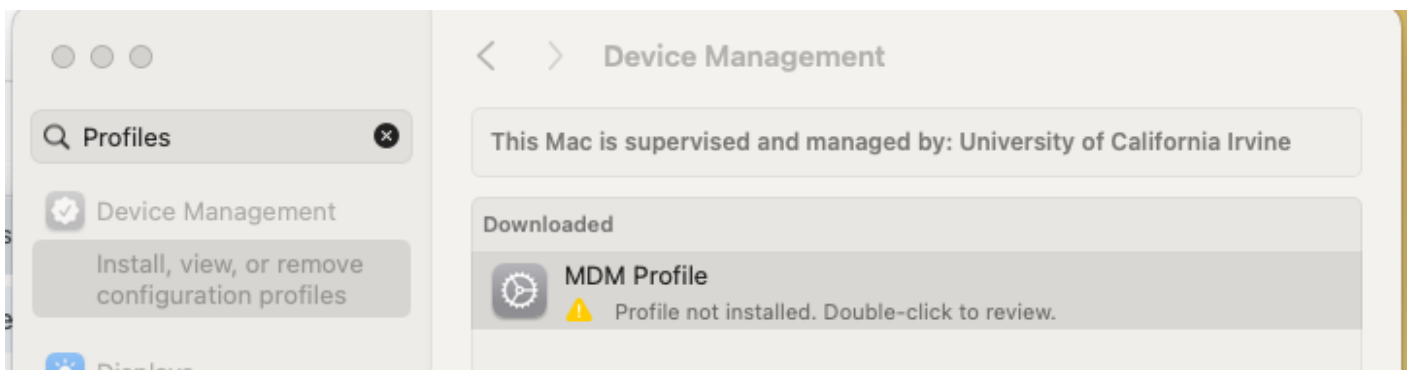 Device Management
Profiles
This Mac is supervised and managed by: University of California Irvine
Device Management
Install, view, or remove
configuration profiles
Downloaded
MDM Profile
Profile not installed. Double-click to review.